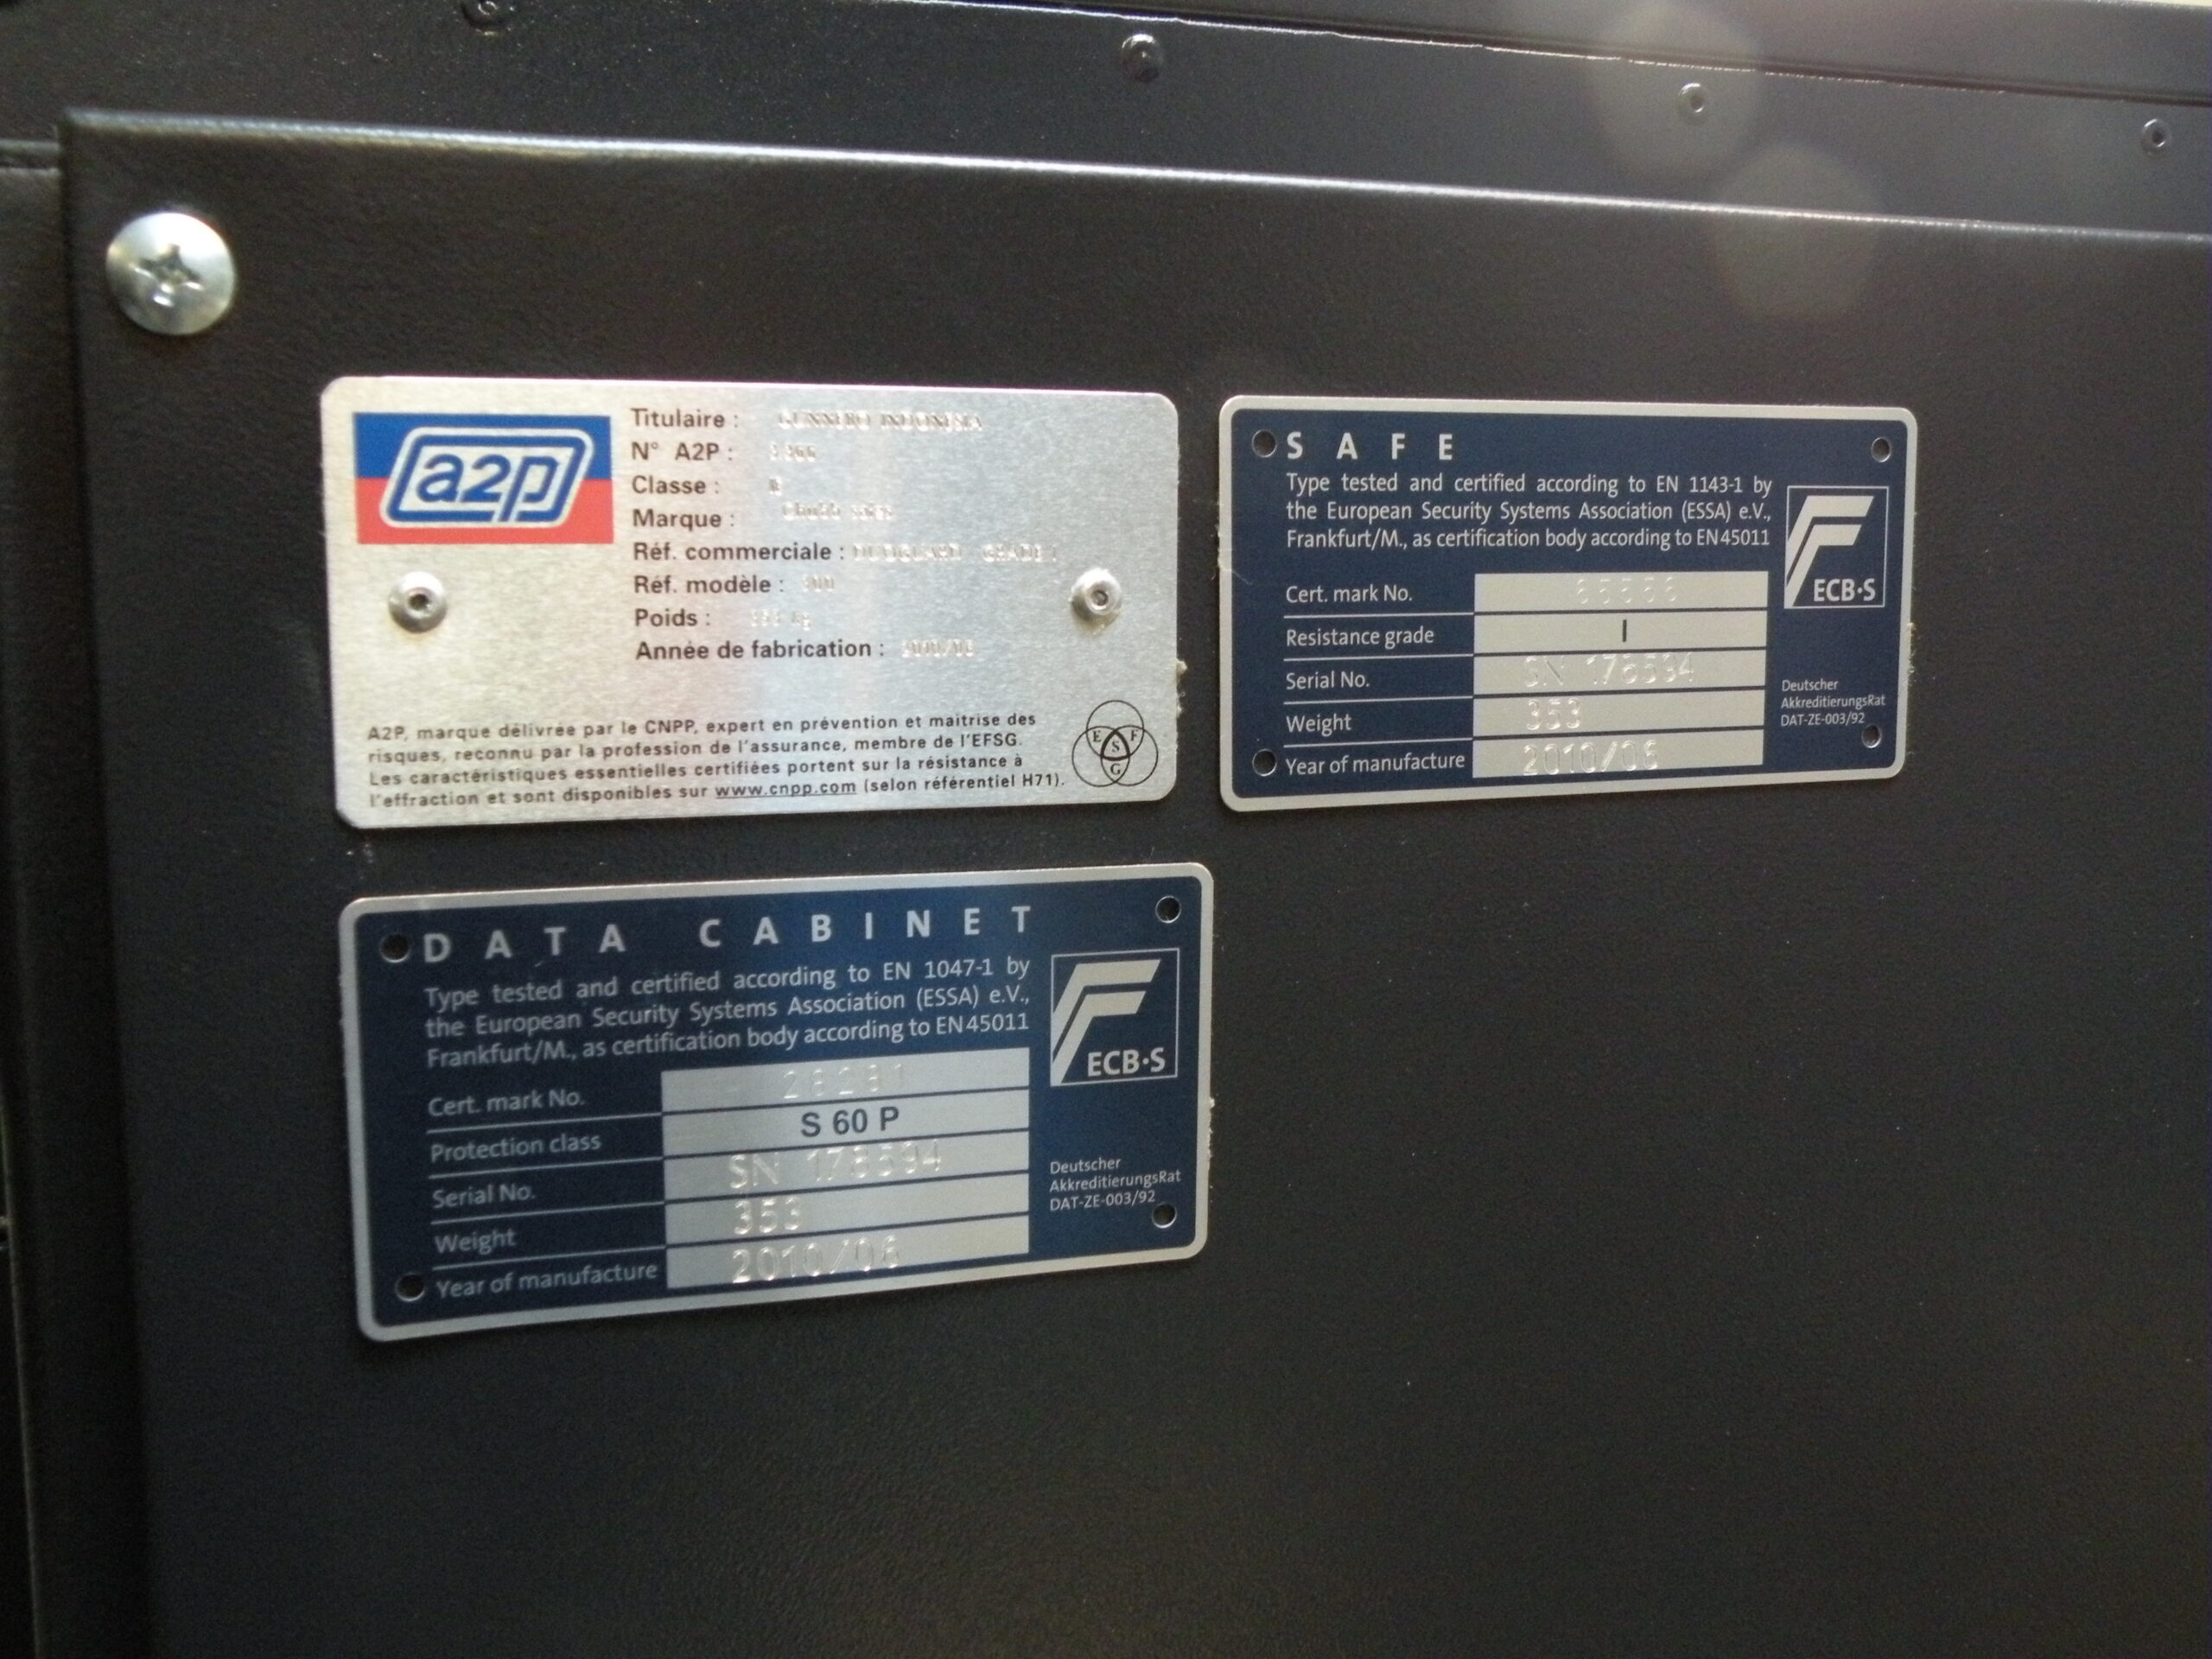 a2p
Titulaire : INDONESIA
N° A2P :
Classe :
Marque :
Réf. commerciale : GRADE
Réf. modèle :
Poids : kg
Année de fabrication :
A2P, marque délivrée par le CNPP, expert en prévention et maitrise des
risques, reconnu par la profession de l'assurance, membre de l'EFSG.
Les caractéristiques essentielles certifiées portent sur la résistance à
l'effraction et sont disponibles sur www.cnpp.com (selon référentiel H71).
E F
S
G
SAFE
Type tested and certified according to EN 1143-1 by
the European Security Systems Association (ESSA) e.V.,
Frankfurt/M., as certification body according to EN45011
ECB·S
Cert. mark No.
Resistance grade I
Serial No. SN
Weight 353
Year of manufacture 2010/06
Deutscher
AkkreditierungsRat
DAT-ZE-003/92
DATA CABINET
Type tested and certified according to EN 1047-1 by
the European Security Systems Association (ESSA) e.V.,
Frankfurt/M., as certification body according to EN45011
ECB·S
Cert. mark No.
Protection class S 60 P
Serial No. SN
Weight 353
Year of manufacture 2010/06
Deutscher
AkkreditierungsRat
DAT-ZE-003/92